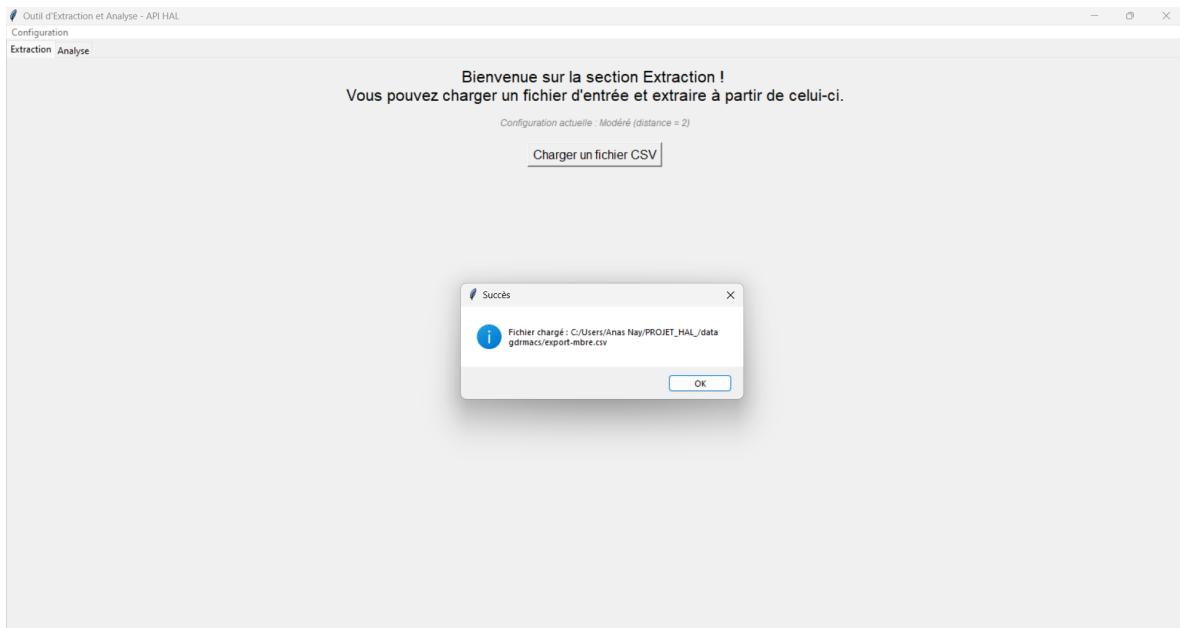 Outil d'Extraction et Analyse - API HAL
Configuration
Extraction Analyse
Bienvenue sur la section Extraction !
Vous pouvez charger un fichier d'entrée et extraire à partir de celui-ci.
Configuration actuelle : Modéré (distance = 2)
Charger un fichier CSV
Succès
Fichier chargé : C:/Users/Anas Nay/PROJET_HAL_/data
gdrmacs/export-mbre.csv
OK